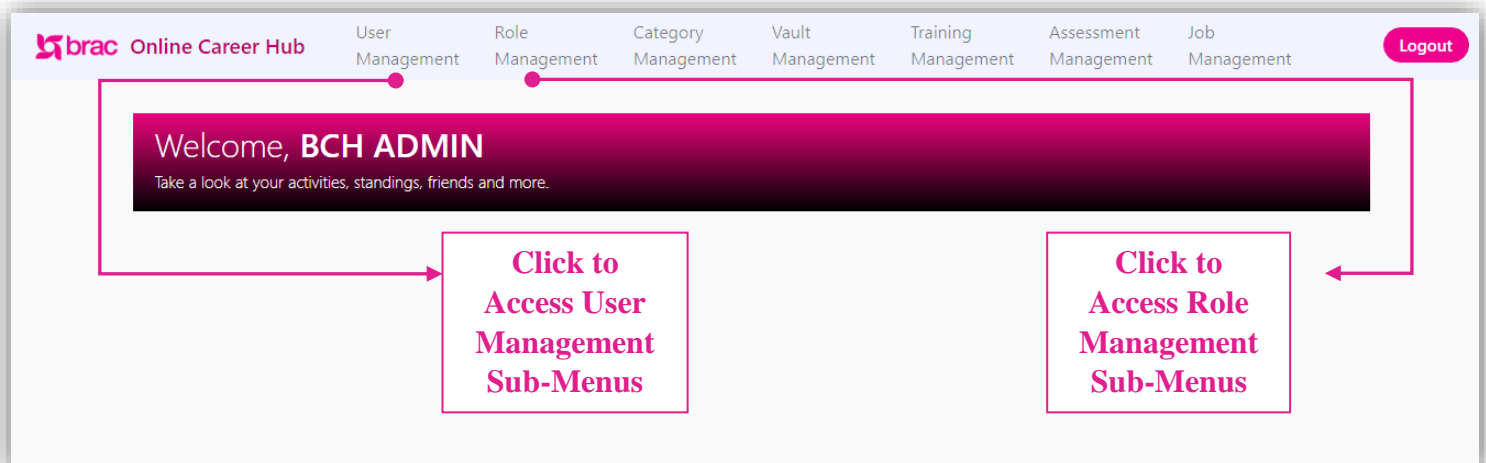 brac Online Career Hub
User Management
Role Management
Category Management
Vault Management
Training Management
Assessment Management
Job Management
Logout
Welcome, BCH ADMIN
Take a look at your activities, standings, friends and more.
Click to
Access User
Management
Sub-Menus
Click to
Access Role
Management
Sub-Menus